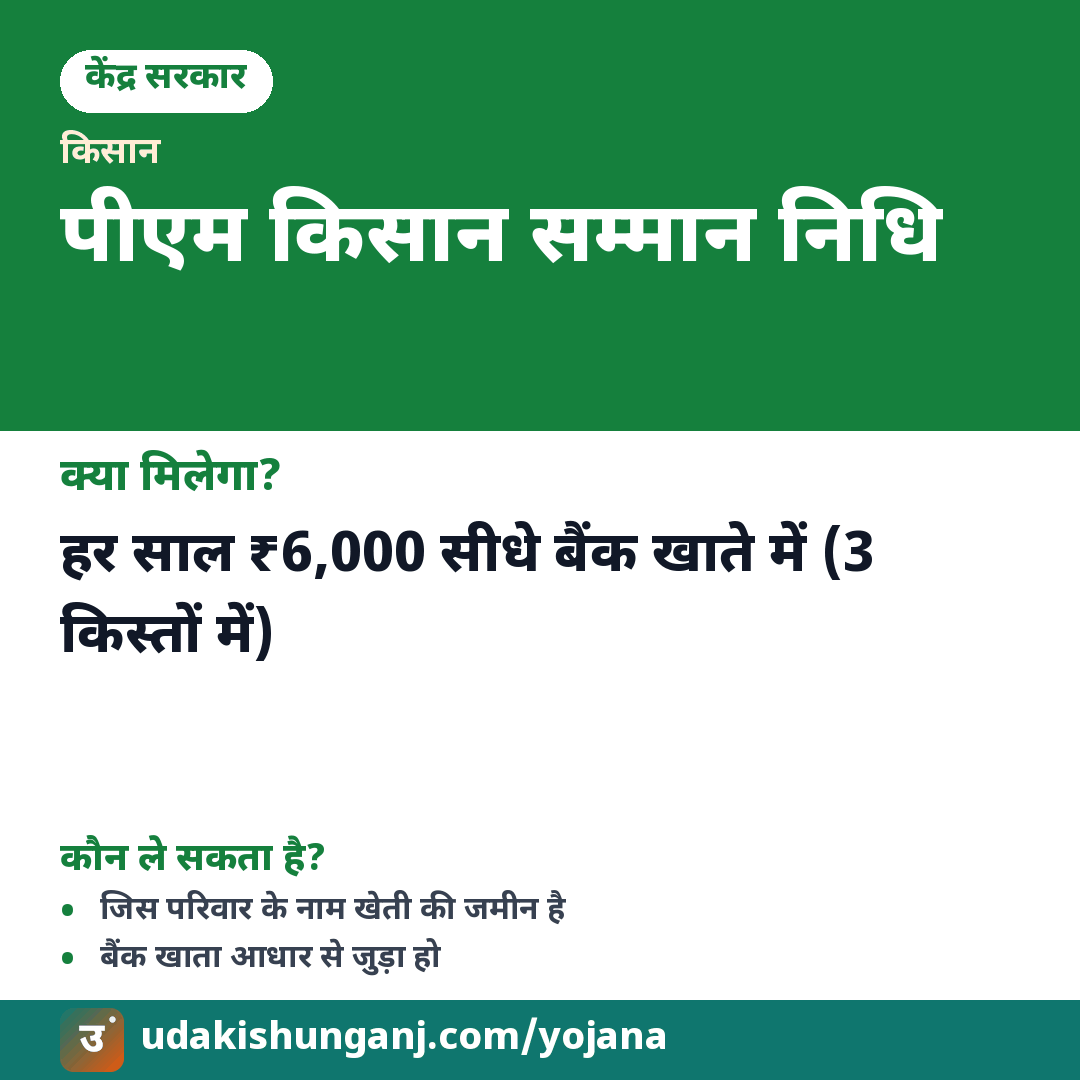 केंद्र सरकार
किसान
पीएम किसान सम्मान निधि
क्या मिलेगा?
हर साल ₹6,000 सीधे बैंक खाते में (3
किस्तों में)
कौन ले सकता है?
• जिस परिवार के नाम खेती की जमीन है
• बैंक खाता आधार से जुड़ा हो
उ udakishunganj.com/yojana